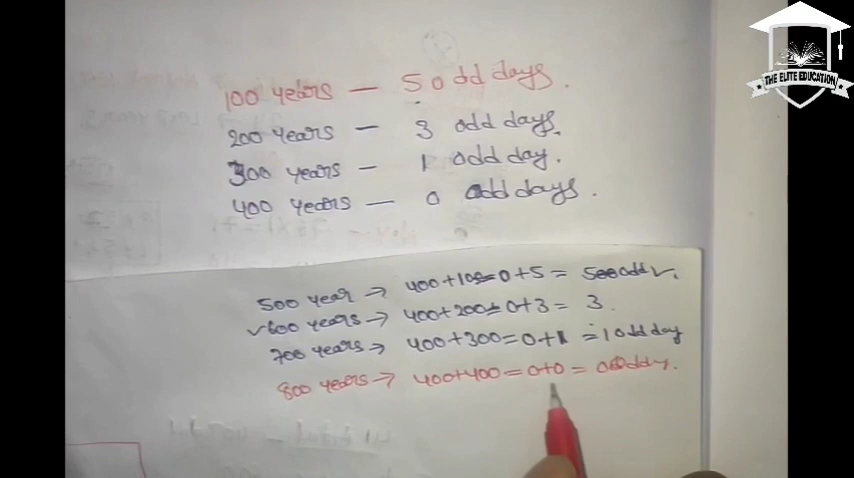 THE ELITE EDUCATION
100 years — 5 odd days.
200 years — 3 odd days.
300 years - 1 odd day.
400 years — 0 odd days.
500 year → 400+100=0+5 = 5 odd
600 years → 400+200=0+3 = 3.
700 years → 400+300=0+1 = 1 odd day
800 years → 400+400=0+0 = 0